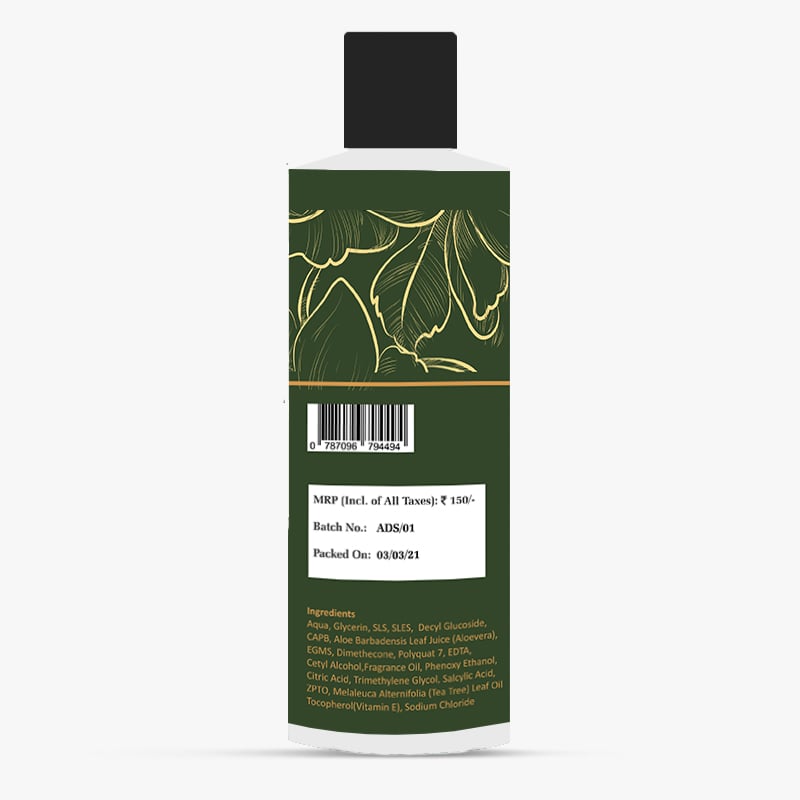 0 787096 794494
MRP (Incl. of All Taxes): ₹ 150/-
Batch No.: ADS/01
Packed On: 03/03/21
Ingredients
Aqua, Glycerin, SLS, SLES, Decyl Glucoside,
CAPB, Aloe Barbadensis Leaf Juice (Aloevera),
EGMS, Dimethecone, Polyquat 7, EDTA,
Cetyl Alcohol,Fragrance Oil, Phenoxy Ethanol,
Citric Acid, Trimethylene Glycol, Salcylic Acid,
ZPTO, Melaleuca Alternifolia (Tea Tree) Leaf Oil
Tocopherol(Vitamin E), Sodium Chloride